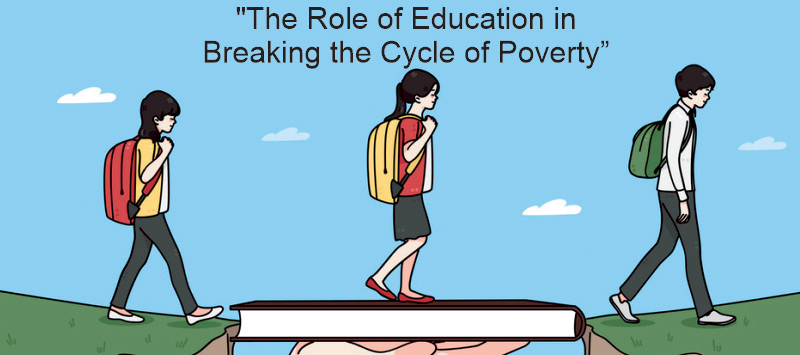 "The Role of Education in
Breaking the Cycle of Poverty”